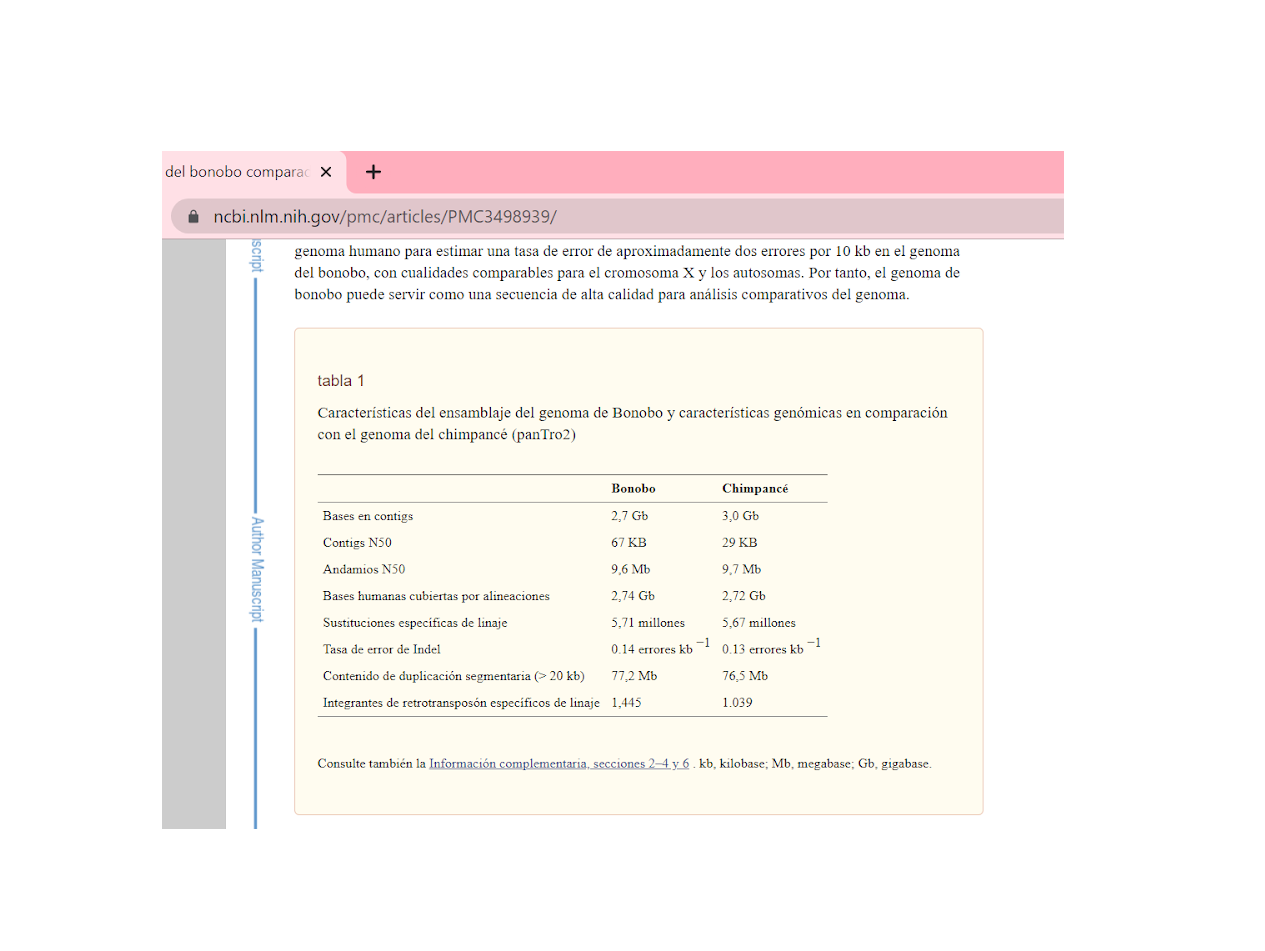 del bonobo comparac
ncbi.nlm.nih.gov/pmc/articles/PMC3498939/
script
genoma humano para estimar una tasa de error de aproximadamente dos errores por 10 kb en el genoma
del bonobo, con cualidades comparables para el cromosoma X y los autosomas. Por tanto, el genoma de
bonobo puede servir como una secuencia de alta calidad para análisis comparativos del genoma.
tabla 1
Características del ensamblaje del genoma de Bonobo y características genómicas en comparación
con el genoma del chimpancé (panTro2)
Bonobo Chimpancé
Bases en contigs 2,7 Gb 3,0 Gb
Contigs N50 67 KB 29 KB
Andamios N50 9,6 Mb 9,7 Mb
Bases humanas cubiertas por alineaciones 2,74 Gb 2,72 Gb
Sustituciones específicas de linaje 5,71 millones 5,67 millones
Tasa de error de Indel 0.14 errores kb −1 0.13 errores kb −1
Contenido de duplicación segmentaria (> 20 kb) 77,2 Mb 76,5 Mb
Integrantes de retrotransposón específicos de linaje 1,445 1.039
Consulte también la Información complementaria, secciones 2–4 y 6 . kb, kilobase; Mb, megabase; Gb, gigabase.
Author Manuscript